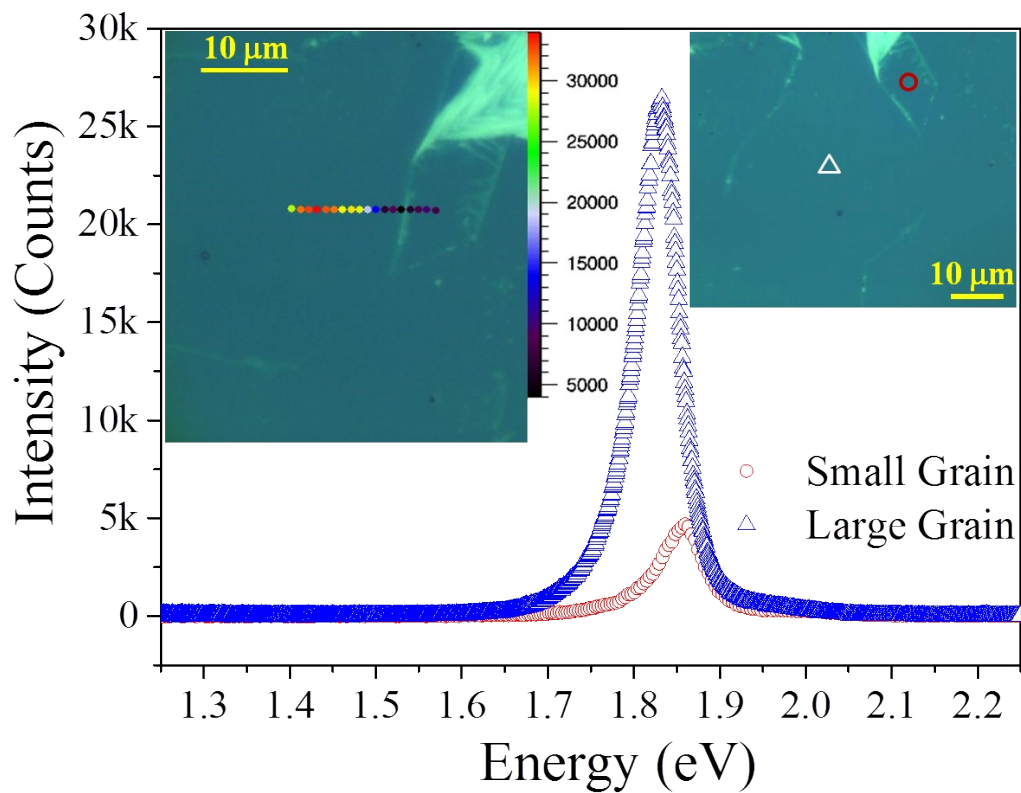 30k
25k
20k
15k
10k
5k
0
Intensity (Counts)
10 μm
30000
25000
20000
15000
10000
5000
10 μm
Small Grain
Large Grain
1.3 1.4 1.5 1.6 1.7 1.8 1.9 2.0 2.1 2.2
Energy (eV)